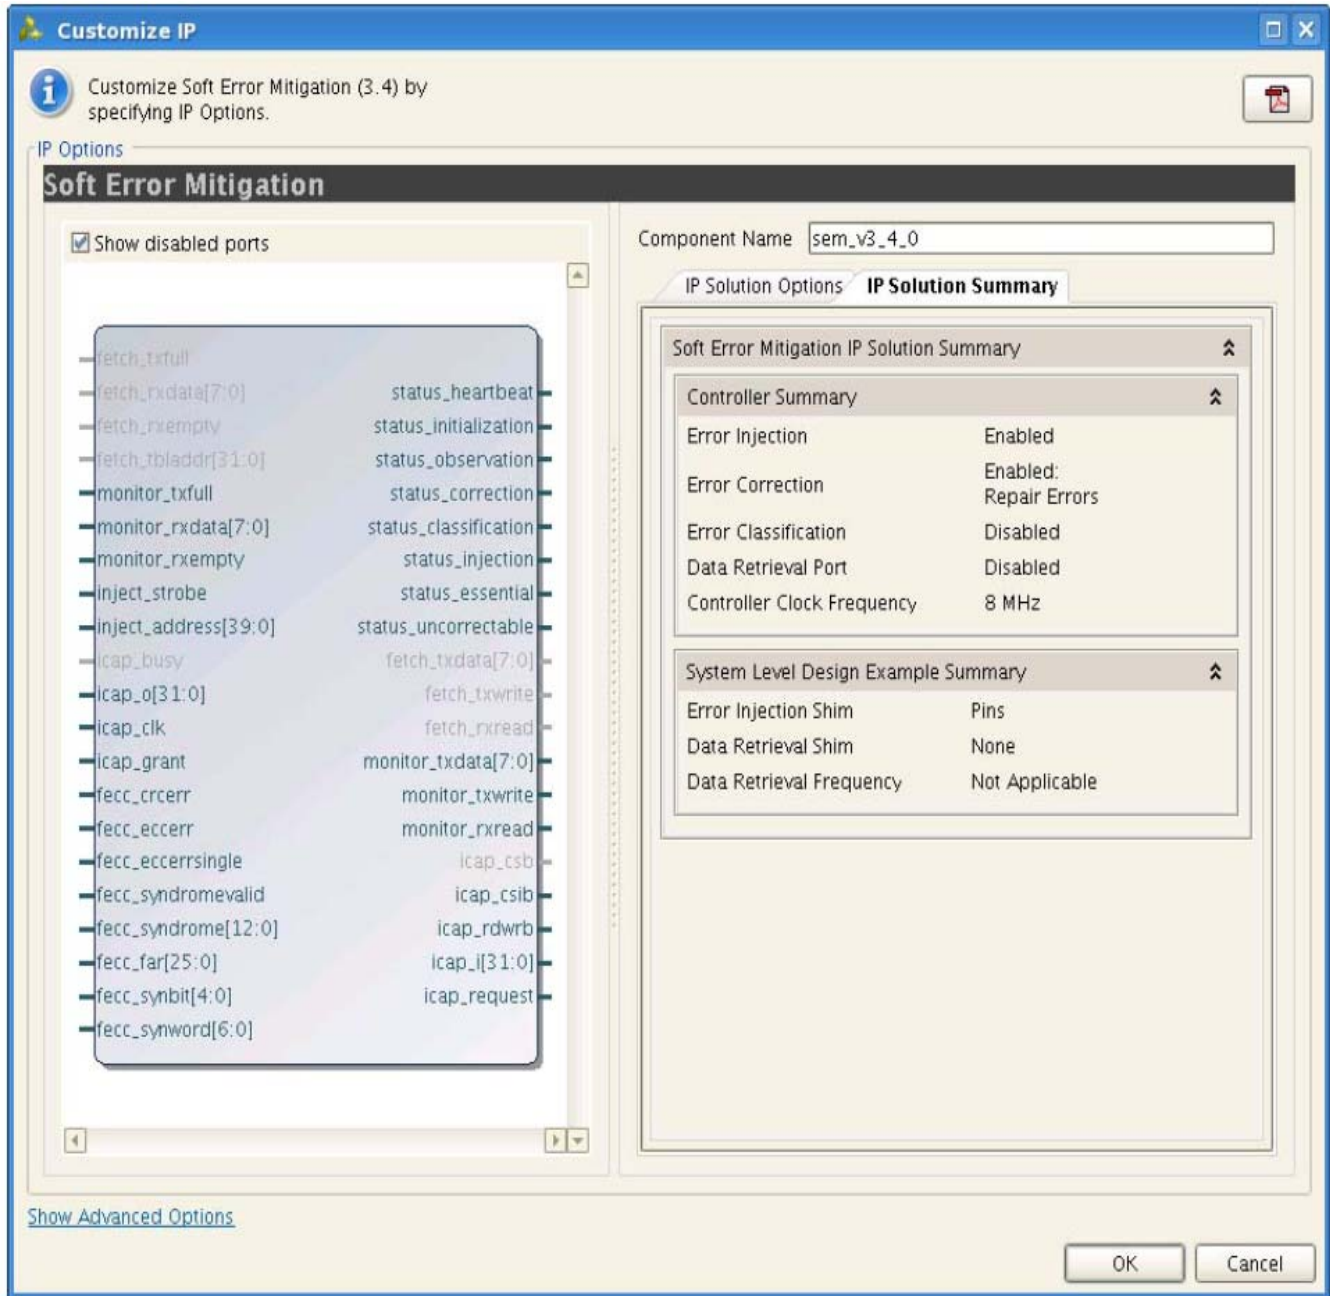 Customize IP
Customize Soft Error Mitigation (3.4) by
specifying IP Options.
IP Options
Soft Error Mitigation
Show disabled ports
fetch_txfull
fetch_rxdata[7:0]
fetch_rxempty
fetch_tbladdr[31:0]
monitor_txfull
monitor_rxdata[7:0]
monitor_rxempty
inject_strobe
inject_address[39:0]
icap_busy
icap_o[31:0]
icap_clk
icap_grant
fecc_crcerr
fecc_eccerr
fecc_eccerrsingle
fecc_syndromevalid
fecc_syndrome[12:0]
fecc_far[25:0]
fecc_synbit[4:0]
fecc_synword[6:0]
status_heartbeat
status_initialization
status_observation
status_correction
status_classification
status_injection
status_essential
status_uncorrectable
fetch_txdata[7:0]
fetch_txwrite
fetch_rxread
monitor_txdata[7:0]
monitor_txwrite
monitor_rxread
icap_csb
icap_csib
icap_rdwrb
icap_i[31:0]
icap_request
Component Name sem_v3_4_0
IP Solution Options IP Solution Summary
Soft Error Mitigation IP Solution Summary
Controller Summary
Error Injection Enabled
Error Correction Enabled:
Repair Errors
Error Classification Disabled
Data Retrieval Port Disabled
Controller Clock Frequency 8 MHz
System Level Design Example Summary
Error Injection Shim Pins
Data Retrieval Shim None
Data Retrieval Frequency Not Applicable
Show Advanced Options
OK Cancel